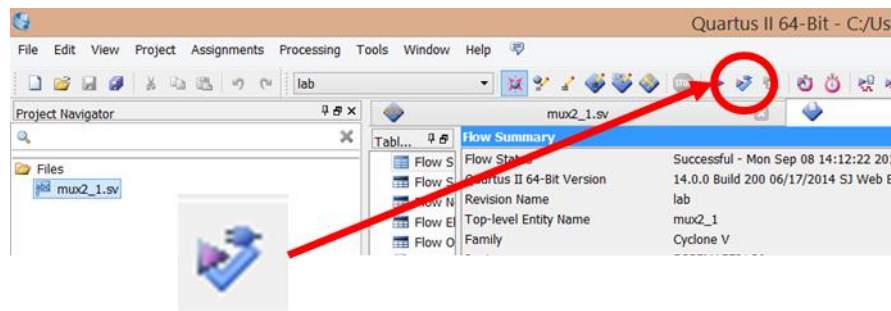 Quartus II 64-Bit - C:/Us
File Edit View Project Assignments Processing Tools Window Help
lab
Project Navigator
mux2_1.sv
Tabl...
Flow Summary
Files
mux2_1.sv
Flow S
Flow S
Flow N
Flow El
Flow O
Flow Successful - Mon Sep 08 14:12:22 20
II 64-Bit Version 14.0.0 Build 200 06/17/2014 SJ Web E
Revision Name lab
Top-level Entity Name mux2_1
Family Cyclone V